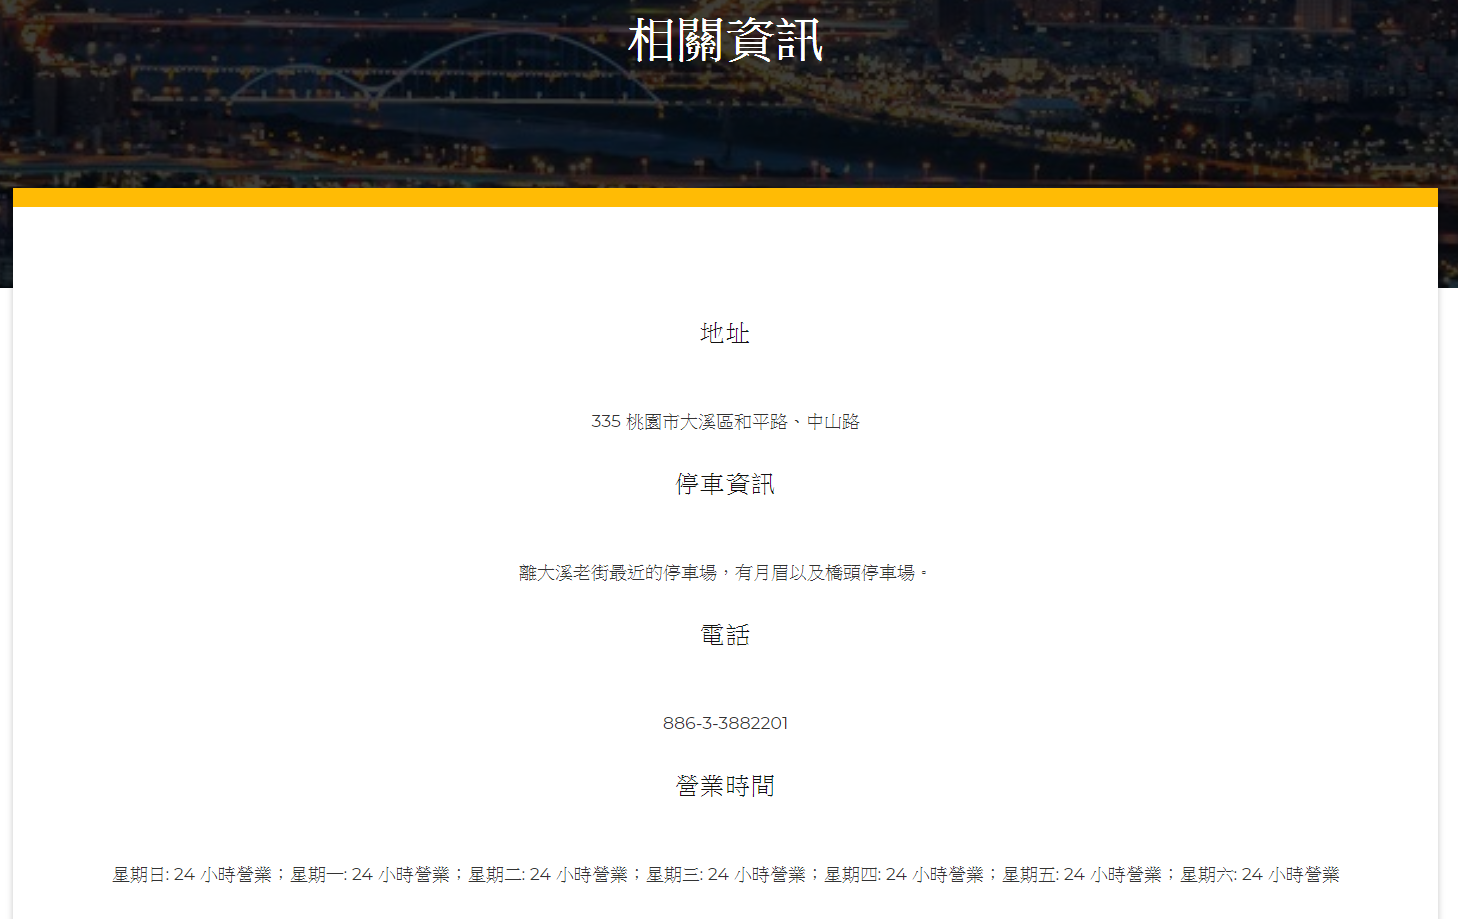 相關資訊
地址
335 桃園市大溪區和平路、中山路
停車資訊
離大溪老街最近的停車場，有月眉以及橋頭停車場。
電話
886-3-3882201
營業時間
星期日: 24 小時營業；星期一: 24 小時營業；星期二: 24 小時營業；星期三: 24 小時營業；星期四: 24 小時營業；星期五: 24 小時營業；星期六: 24 小時營業